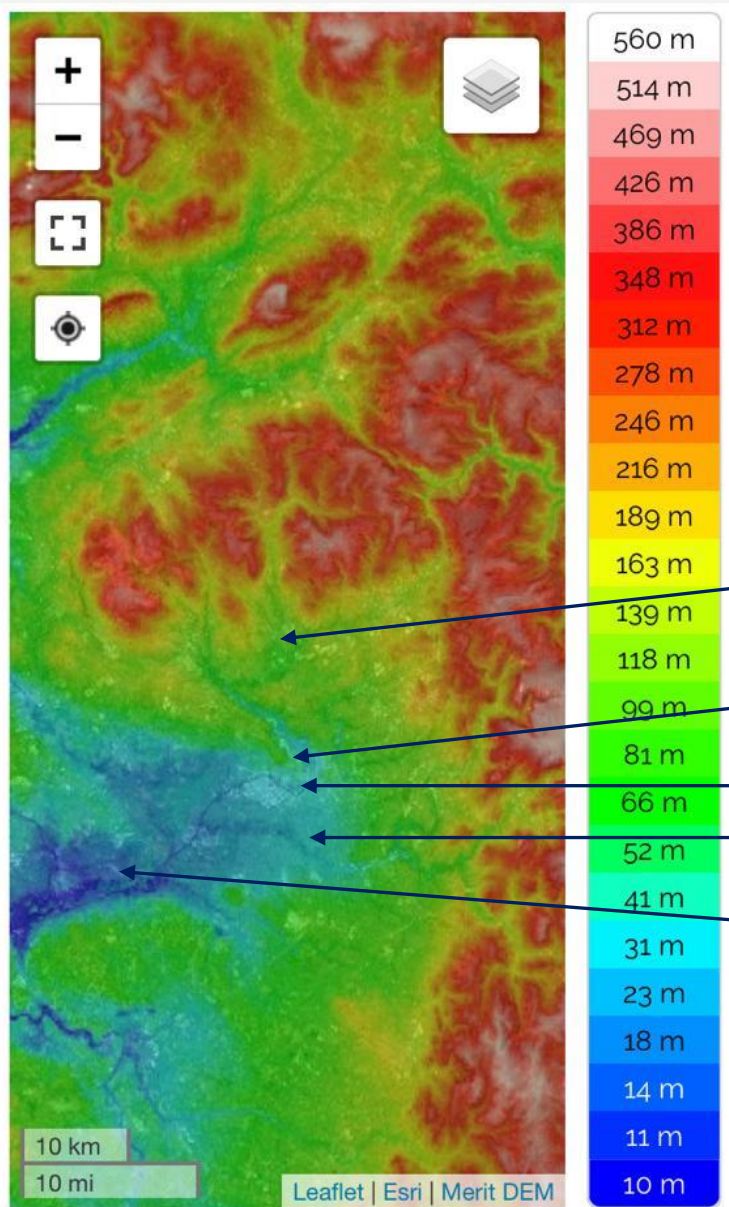 +
−
560 m
514 m
469 m
426 m
386 m
348 m
312 m
278 m
246 m
216 m
189 m
163 m
139 m
118 m
99 m
81 m
66 m
52 m
41 m
31 m
23 m
18 m
14 m
11 m
10 m
10 km
10 mi
Leaflet | Esri | Merit DEM